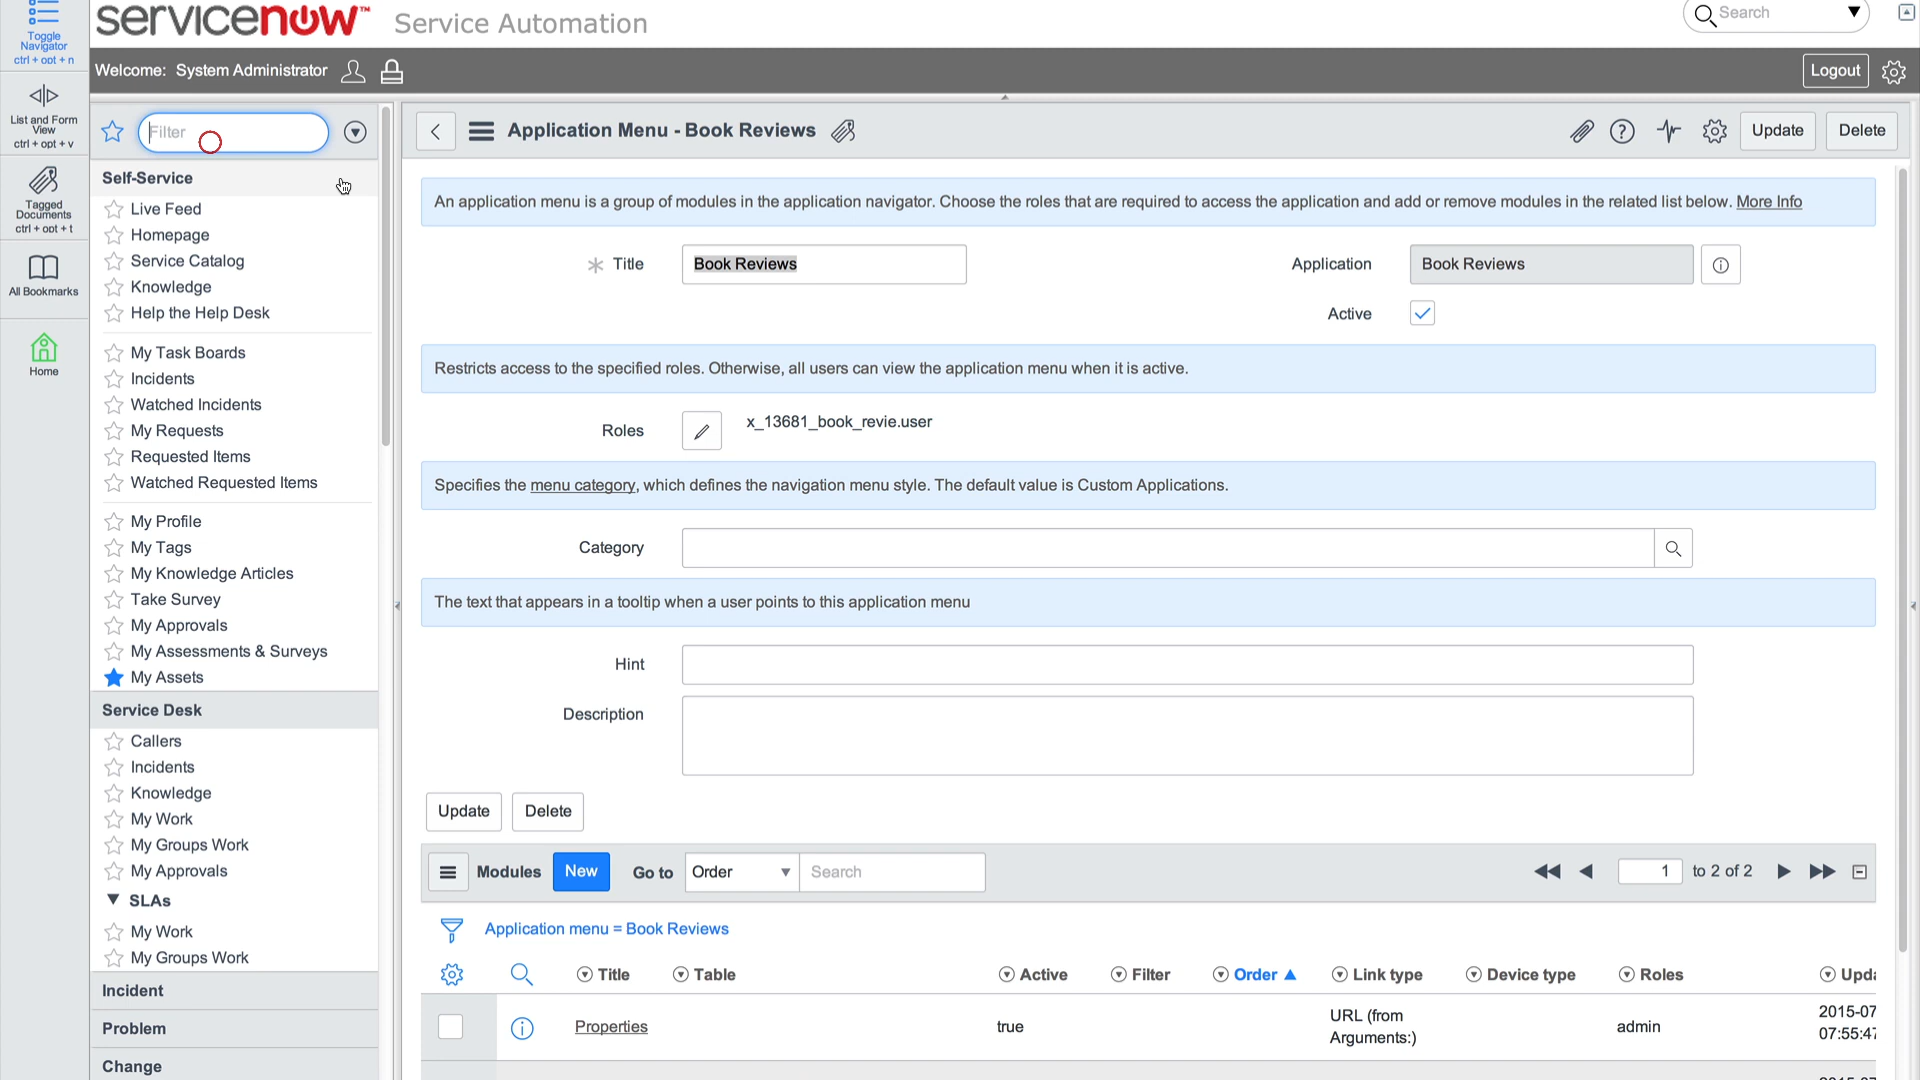 Toggle
Navigator
ctrl + opt + n
List and Form
View
ctrl + opt + v
Tagged
Documents
ctrl + opt + t
All Bookmarks
Home
servicenow™ Service Automation
Search
Welcome: System Administrator
Logout
Filter
Self-Service
Live Feed
Homepage
Service Catalog
Knowledge
Help the Help Desk
My Task Boards
Incidents
Watched Incidents
My Requests
Requested Items
Watched Requested Items
My Profile
My Tags
My Knowledge Articles
Take Survey
My Approvals
My Assessments & Surveys
My Assets
Service Desk
Callers
Incidents
Knowledge
My Work
My Groups Work
My Approvals
SLAs
My Work
My Groups Work
Incident
Problem
Change
Application Menu - Book Reviews
Update Delete
An application menu is a group of modules in the application navigator. Choose the roles that are required to access the application and add or remove modules in the related list below. More Info
Title Book Reviews Application Book Reviews
Active
Restricts access to the specified roles. Otherwise, all users can view the application menu when it is active.
Roles x_13681_book_revie.user
Specifies the menu category, which defines the navigation menu style. The default value is Custom Applications.
Category
The text that appears in a tooltip when a user points to this application menu
Hint
Description
Update Delete
Modules New Go to Order Search 1 to 2 of 2
Application menu = Book Reviews
Title Table Active Filter Order Link type Device type Roles Upda
Properties true URL (from
Arguments:) admin 2015-07
07:55:47